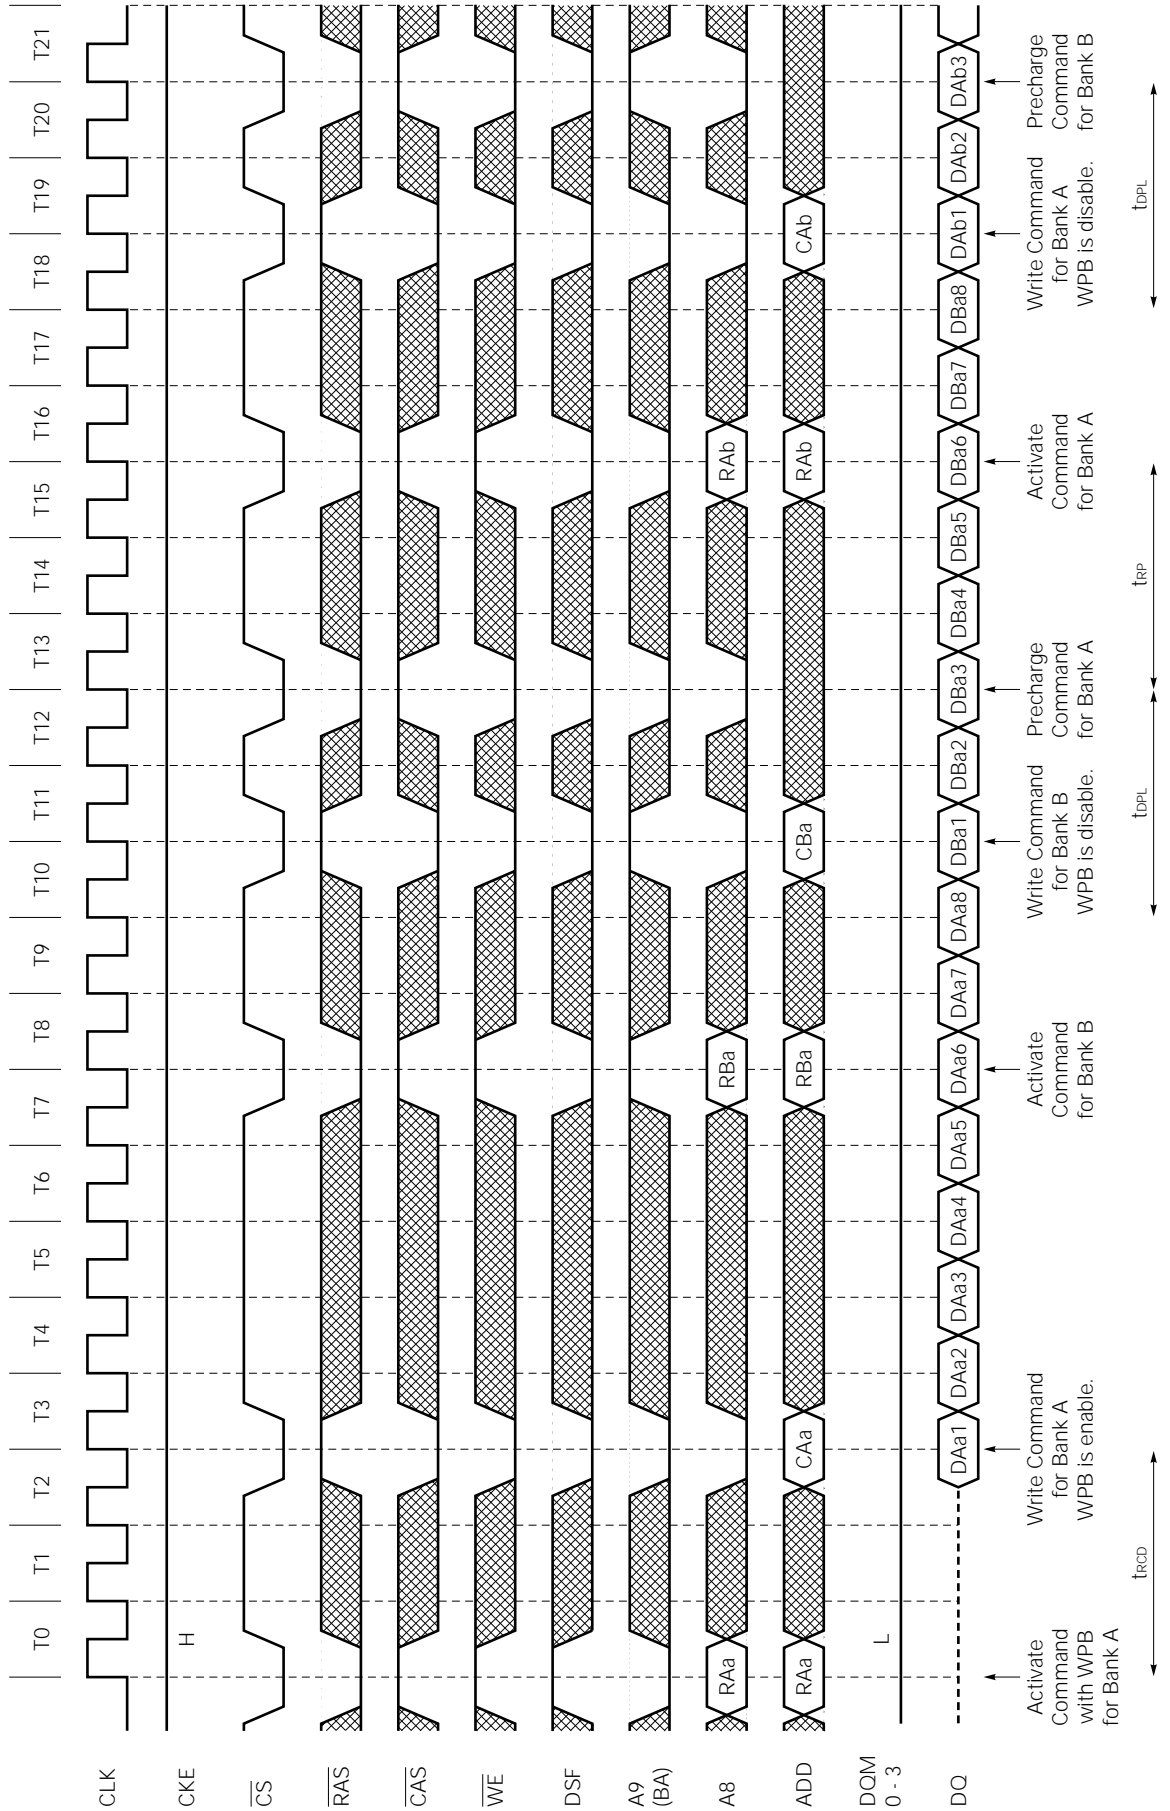 T0 T1 T2 T3 T4 T5 T6 T7 T8 T9 T10 T11 T12 T13 T14 T15 T16 T17 T18 T19 T20 T21
CLK
CKE H
CS
RAS
CAS
WE
DSF
A9
(BA)
A8 RAa RBa RAb
ADD RAa CAa RBa CBa RAb CAb
DQM
0 - 3 L
DQ DAa1 DAa2 DAa3 DAa4 DAa5 DAa6 DAa7 DAa8 DBa1 DBa2 DBa3 DBa4 DBa5 DBa6 DBa7 DBa8 DAb1 DAb2 DAb3
Activate
Command
with WPB
for Bank A
Write Command
for Bank A
WPB is enable.
Activate
Command
for Bank B
Write Command
for Bank B
WPB is disable.
Precharge
Command
for Bank A
Activate
Command
for Bank A
Write Command
for Bank A
WPB is disable.
Precharge
Command
for Bank B
tRCD tDPL tRP tDPL